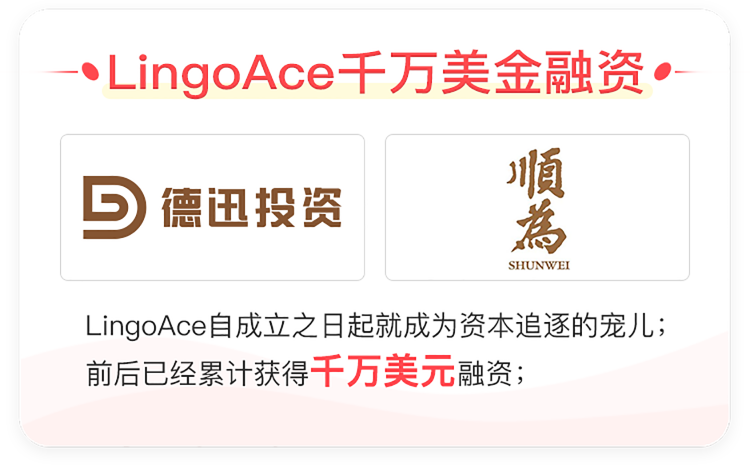 LingoAce千万美金融资
德迅投资
順為
SHUNWEI
LingoAce自成立之日起就成为资本追逐的宠儿；
前后已经累计获得千万美元融资；